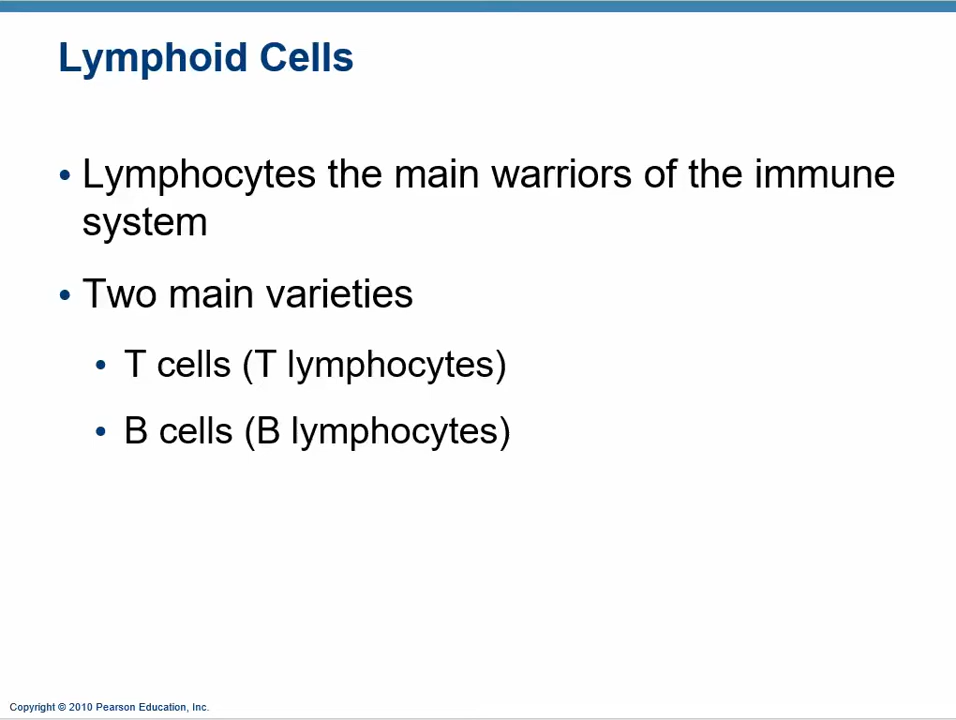 Lymphoid Cells
• Lymphocytes the main warriors of the immune
system
• Two main varieties
• T cells (T lymphocytes)
• B cells (B lymphocytes)
Copyright © 2010 Pearson Education, Inc.